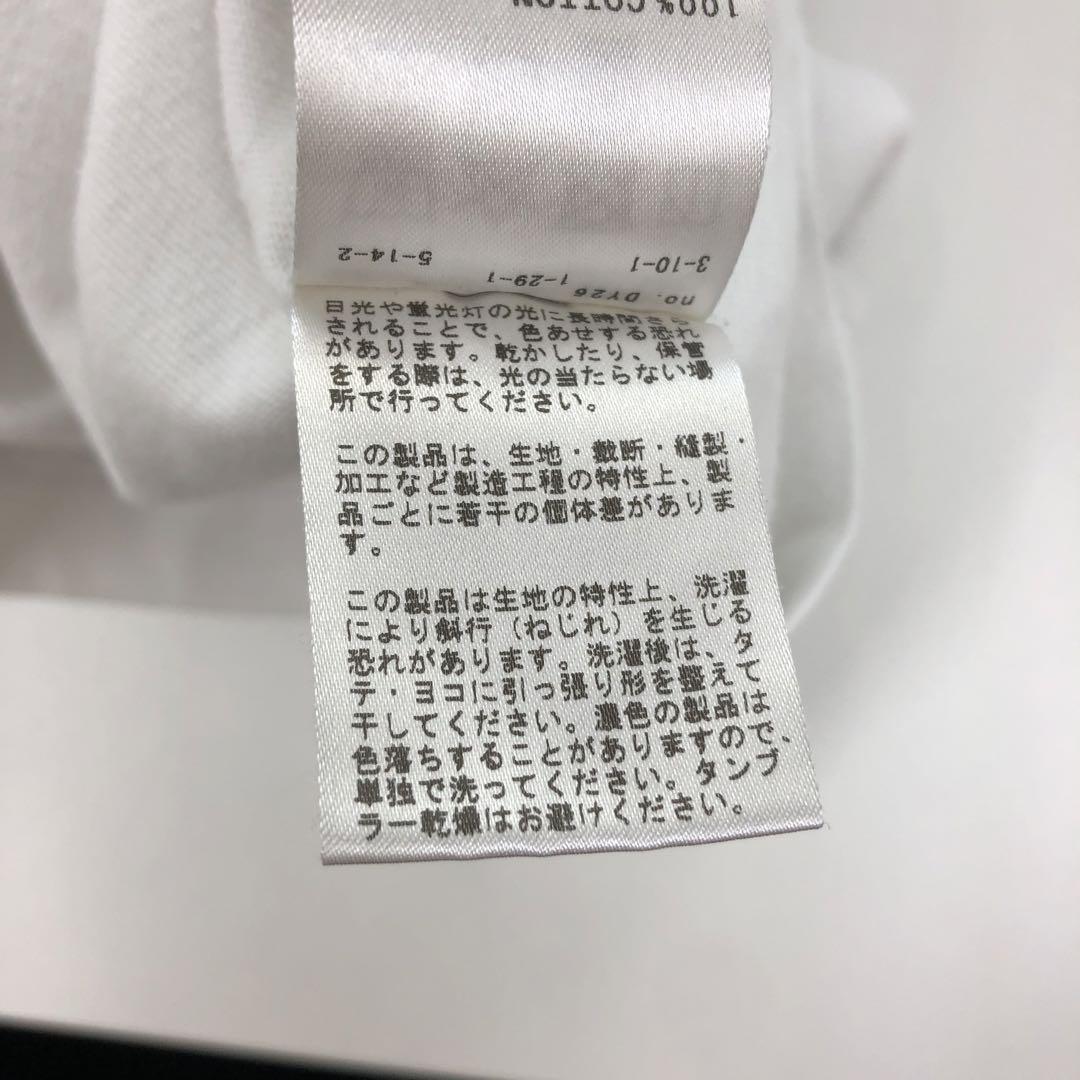 100% COTTON
3-10-1
5-14-2
1-29-1
no. DY26
日光や蛍光灯の光に長時間さ
されることで、色あせする恐れ
があります。乾かしたり、保管
をする際は、光の当たらない場
所で行ってください。
この製品は、生地・裁断・縫製・
加工など製造工程の特性上、製
品ごとに若干の個体差がありま
す。
この製品は生地の特性上、洗濯
により斜行（ねじれ）を生じる
恐れがあります。洗濯後は、タ
テ・ヨコに引っ張り形を整えて
干してください。濃色の製品は
色落ちすることがありますので、
単独で洗ってください。タンブ
ラー乾燥はお避けください。